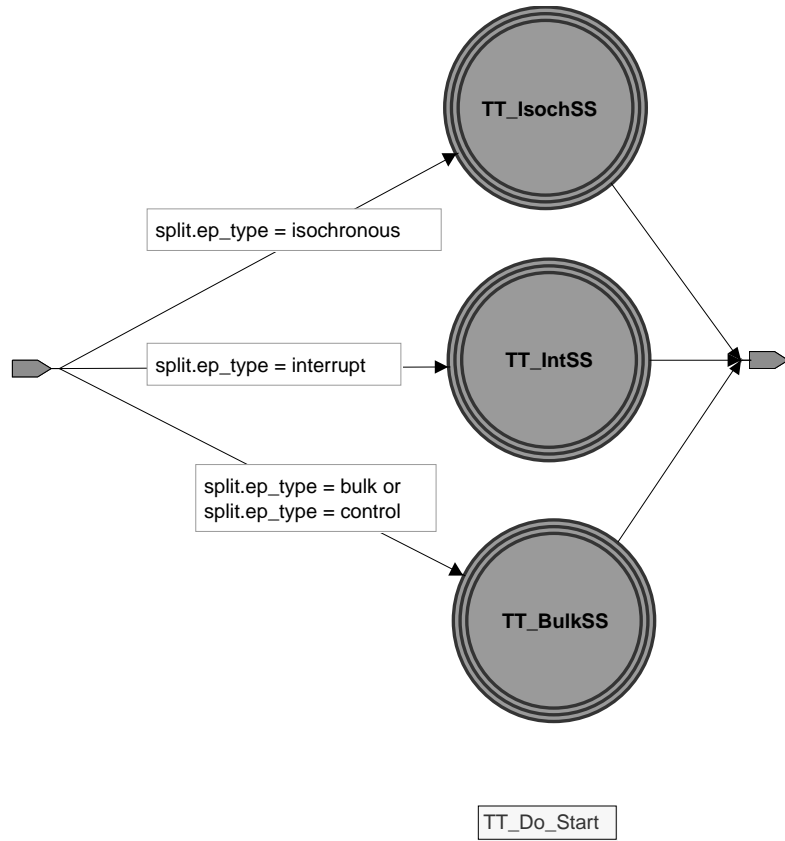 TT_IsochSS
split.ep_type = isochronous
split.ep_type = interrupt
TT_IntSS
split.ep_type = bulk or
split.ep_type = control
TT_BulkSS
TT_Do_Start